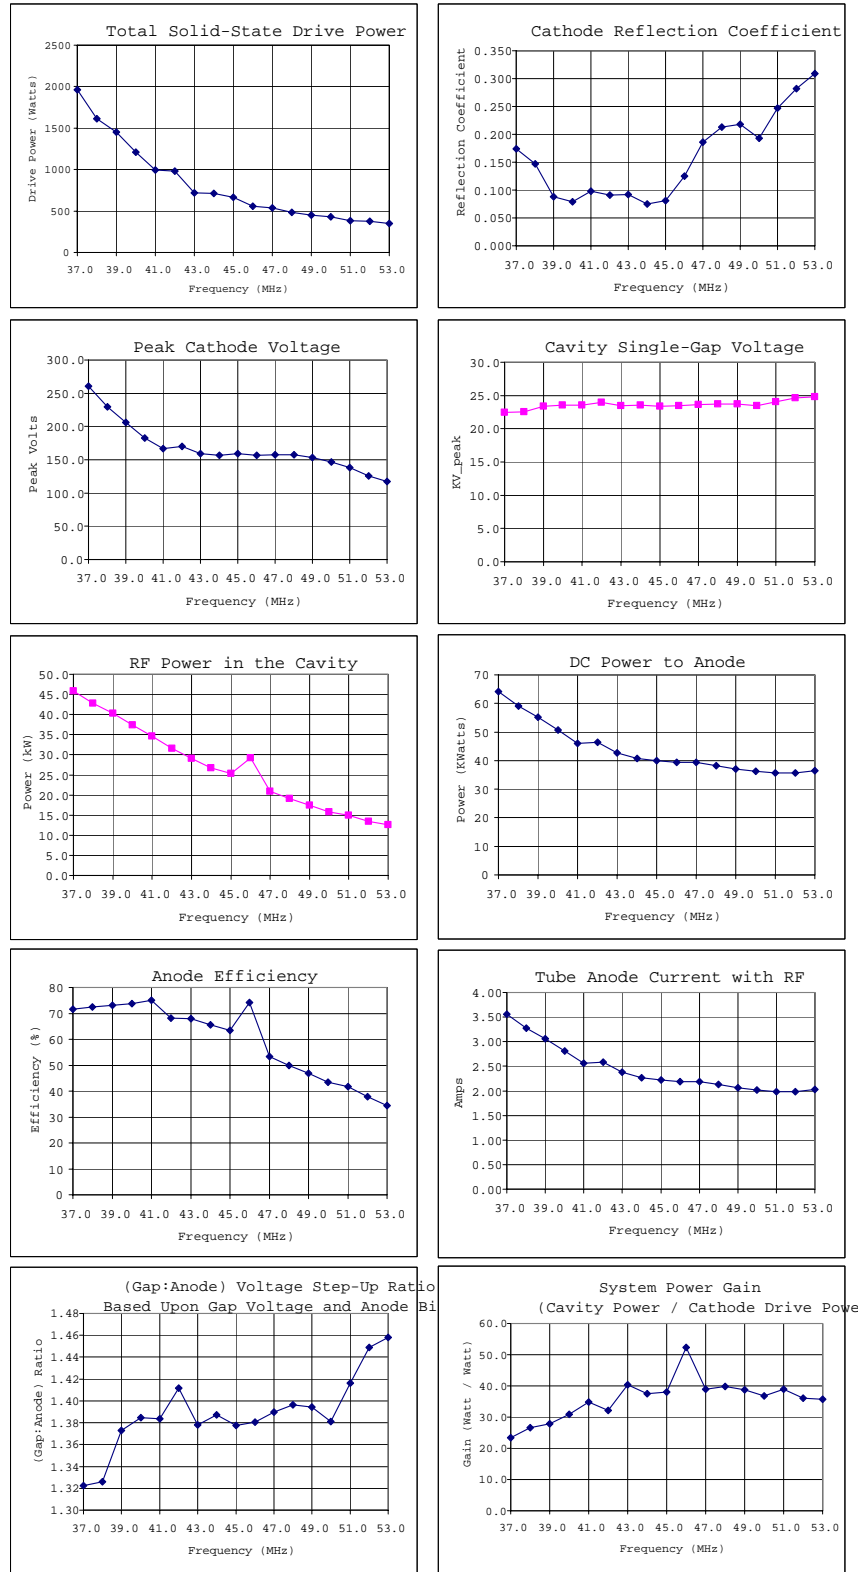 Total Solid-State Drive Power
2500
2000
1500
1000
500
0
Drive Power (Watts)
37.0 39.0 41.0 43.0 45.0 47.0 49.0 51.0 53.0
Frequency (MHz)
Cathode Reflection Coefficient
0.350
0.300
0.250
0.200
0.150
0.100
0.050
0.000
Reflection Coefficient
37.0 39.0 41.0 43.0 45.0 47.0 49.0 51.0 53.0
Frequency (MHz)
Peak Cathode Voltage
300.0
250.0
200.0
150.0
100.0
50.0
0.0
Peak Volts
37.0 39.0 41.0 43.0 45.0 47.0 49.0 51.0 53.0
Frequency (MHz)
Cavity Single-Gap Voltage
30.0
25.0
20.0
15.0
10.0
5.0
0.0
KV_peak
37.0 39.0 41.0 43.0 45.0 47.0 49.0 51.0 53.0
Frequency (MHz)
RF Power in the Cavity
50.0
45.0
40.0
35.0
30.0
25.0
20.0
15.0
10.0
5.0
0.0
Power (kW)
37.0 39.0 41.0 43.0 45.0 47.0 49.0 51.0 53.0
Frequency (MHz)
DC Power to Anode
70
60
50
40
30
20
10
0
Power (KWatts)
37.0 39.0 41.0 43.0 45.0 47.0 49.0 51.0 53.0
Frequency (MHz)
Anode Efficiency
80
70
60
50
40
30
20
10
0
Efficiency (%)
37.0 39.0 41.0 43.0 45.0 47.0 49.0 51.0 53.0
Frequency (MHz)
Tube Anode Current with RF
4.00
3.50
3.00
2.50
2.00
1.50
1.00
0.50
0.00
Amps
37.0 39.0 41.0 43.0 45.0 47.0 49.0 51.0 53.0
Frequency (MHz)
(Gap:Anode) Voltage Step-Up Ratio
Based Upon Gap Voltage and Anode Bi
1.48
1.46
1.44
1.42
1.40
1.38
1.36
1.34
1.32
1.30
(Gap:Anode) Ratio
37.0 39.0 41.0 43.0 45.0 47.0 49.0 51.0 53.0
Frequency (MHz)
System Power Gain
(Cavity Power / Cathode Drive Powe
60.0
50.0
40.0
30.0
20.0
10.0
0.0
Gain (Watt / Watt)
37.0 39.0 41.0 43.0 45.0 47.0 49.0 51.0 53.0
Frequency (MHz)